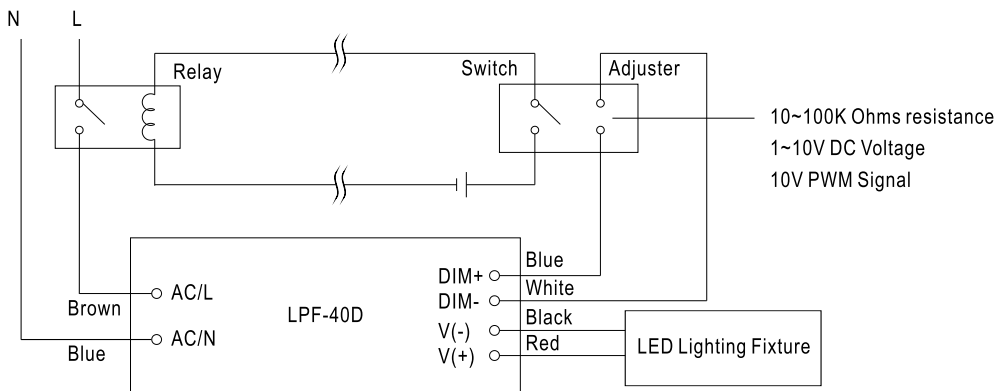 N L
Relay
Switch
Adjuster
10~100K Ohms resistance
1~10V DC Voltage
10V PWM Signal
Brown
Blue
AC/L
AC/N
LPF-40D
DIM+
DIM-
V(-)
V(+)
Blue
White
Black
Red
LED Lighting Fixture